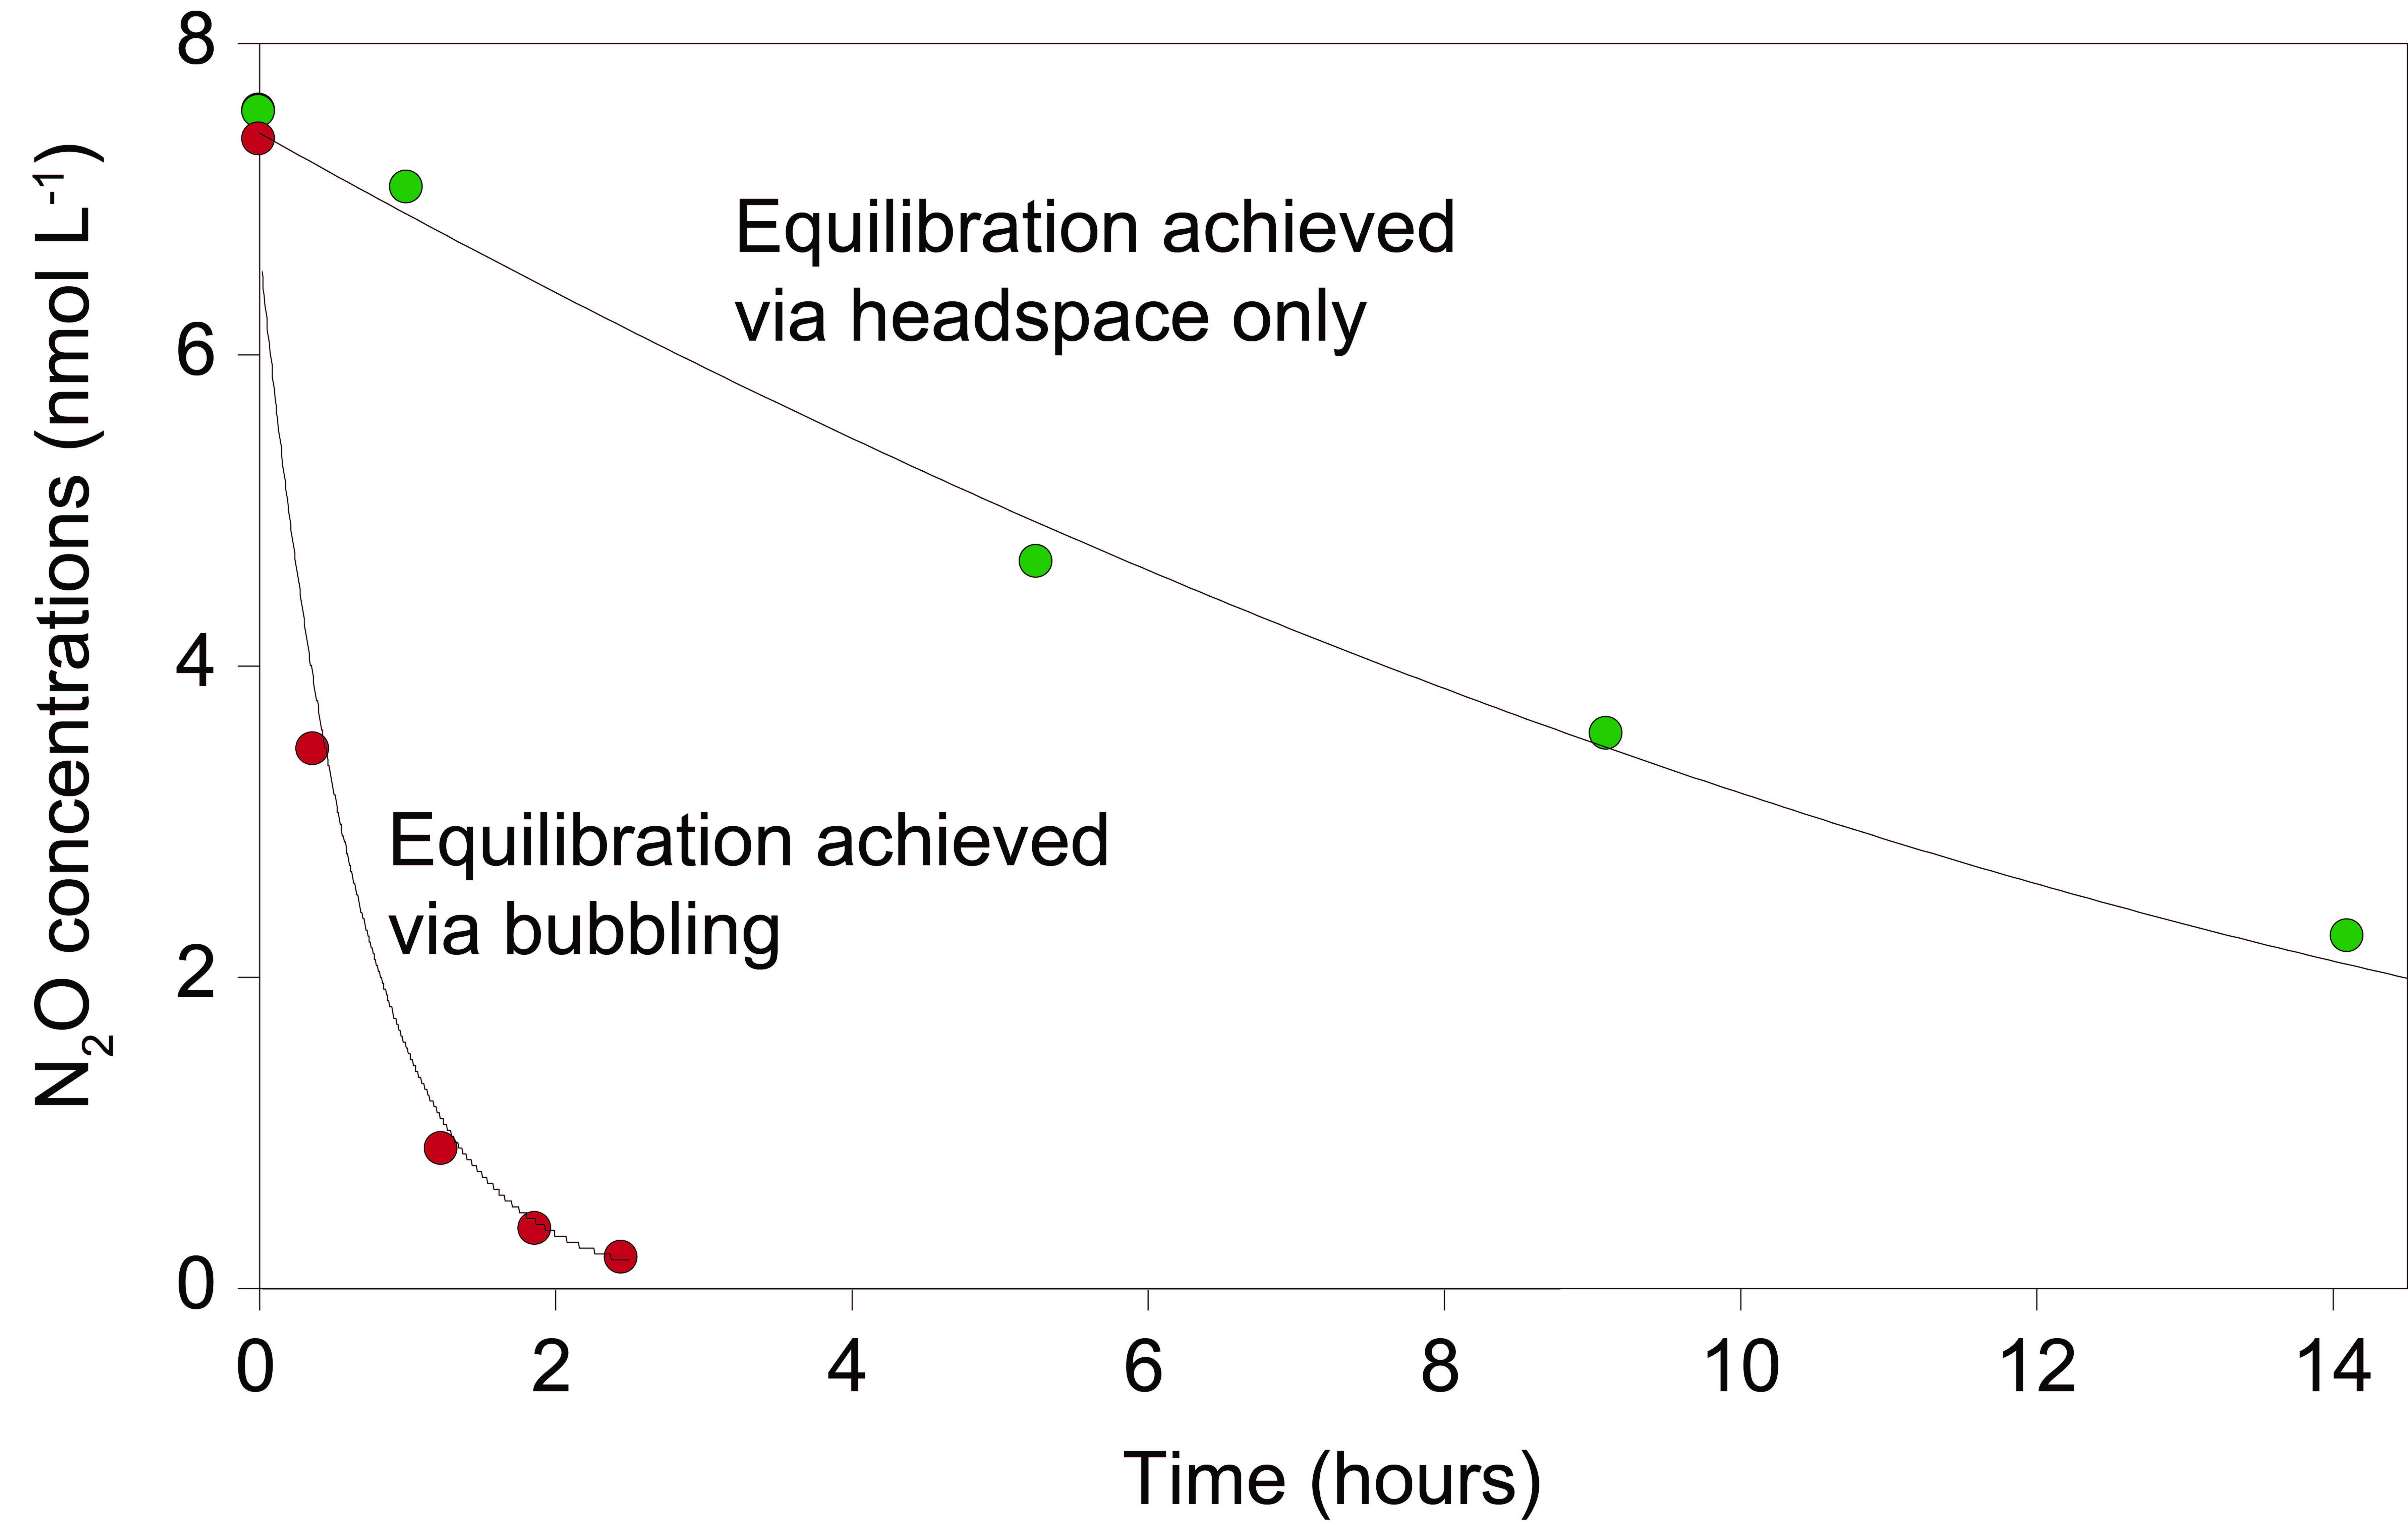 N₂O concentrations (nmol L⁻¹)
8
6
4
2
0
Equilibration achieved
via headspace only
Equilibration achieved
via bubbling
0 2 4 6 8 10 12 14
Time (hours)